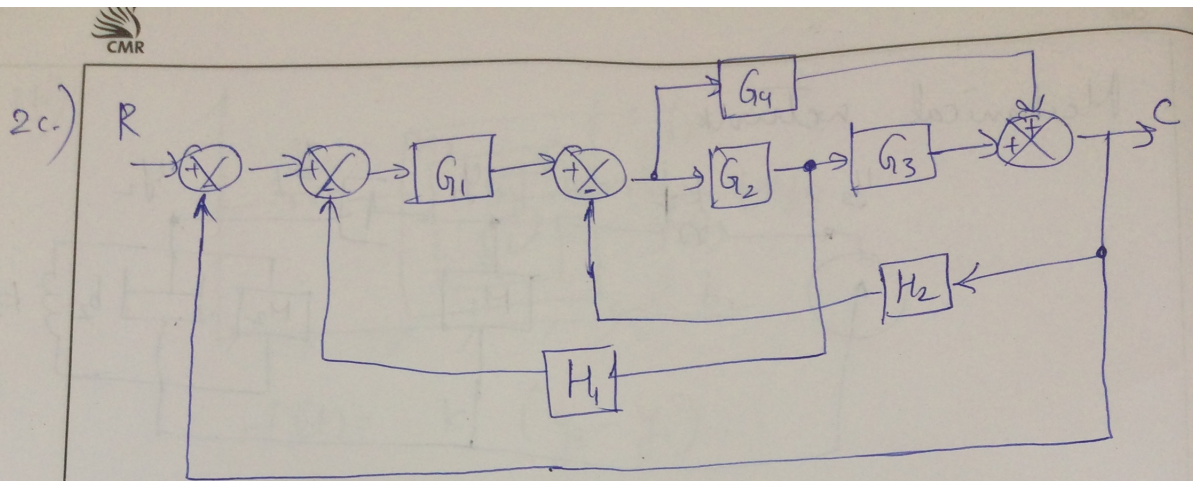 CMR
2c.)
R
G4
C
+ -
+ -
G1
+ -
G2
G3
+ +
H2
H1